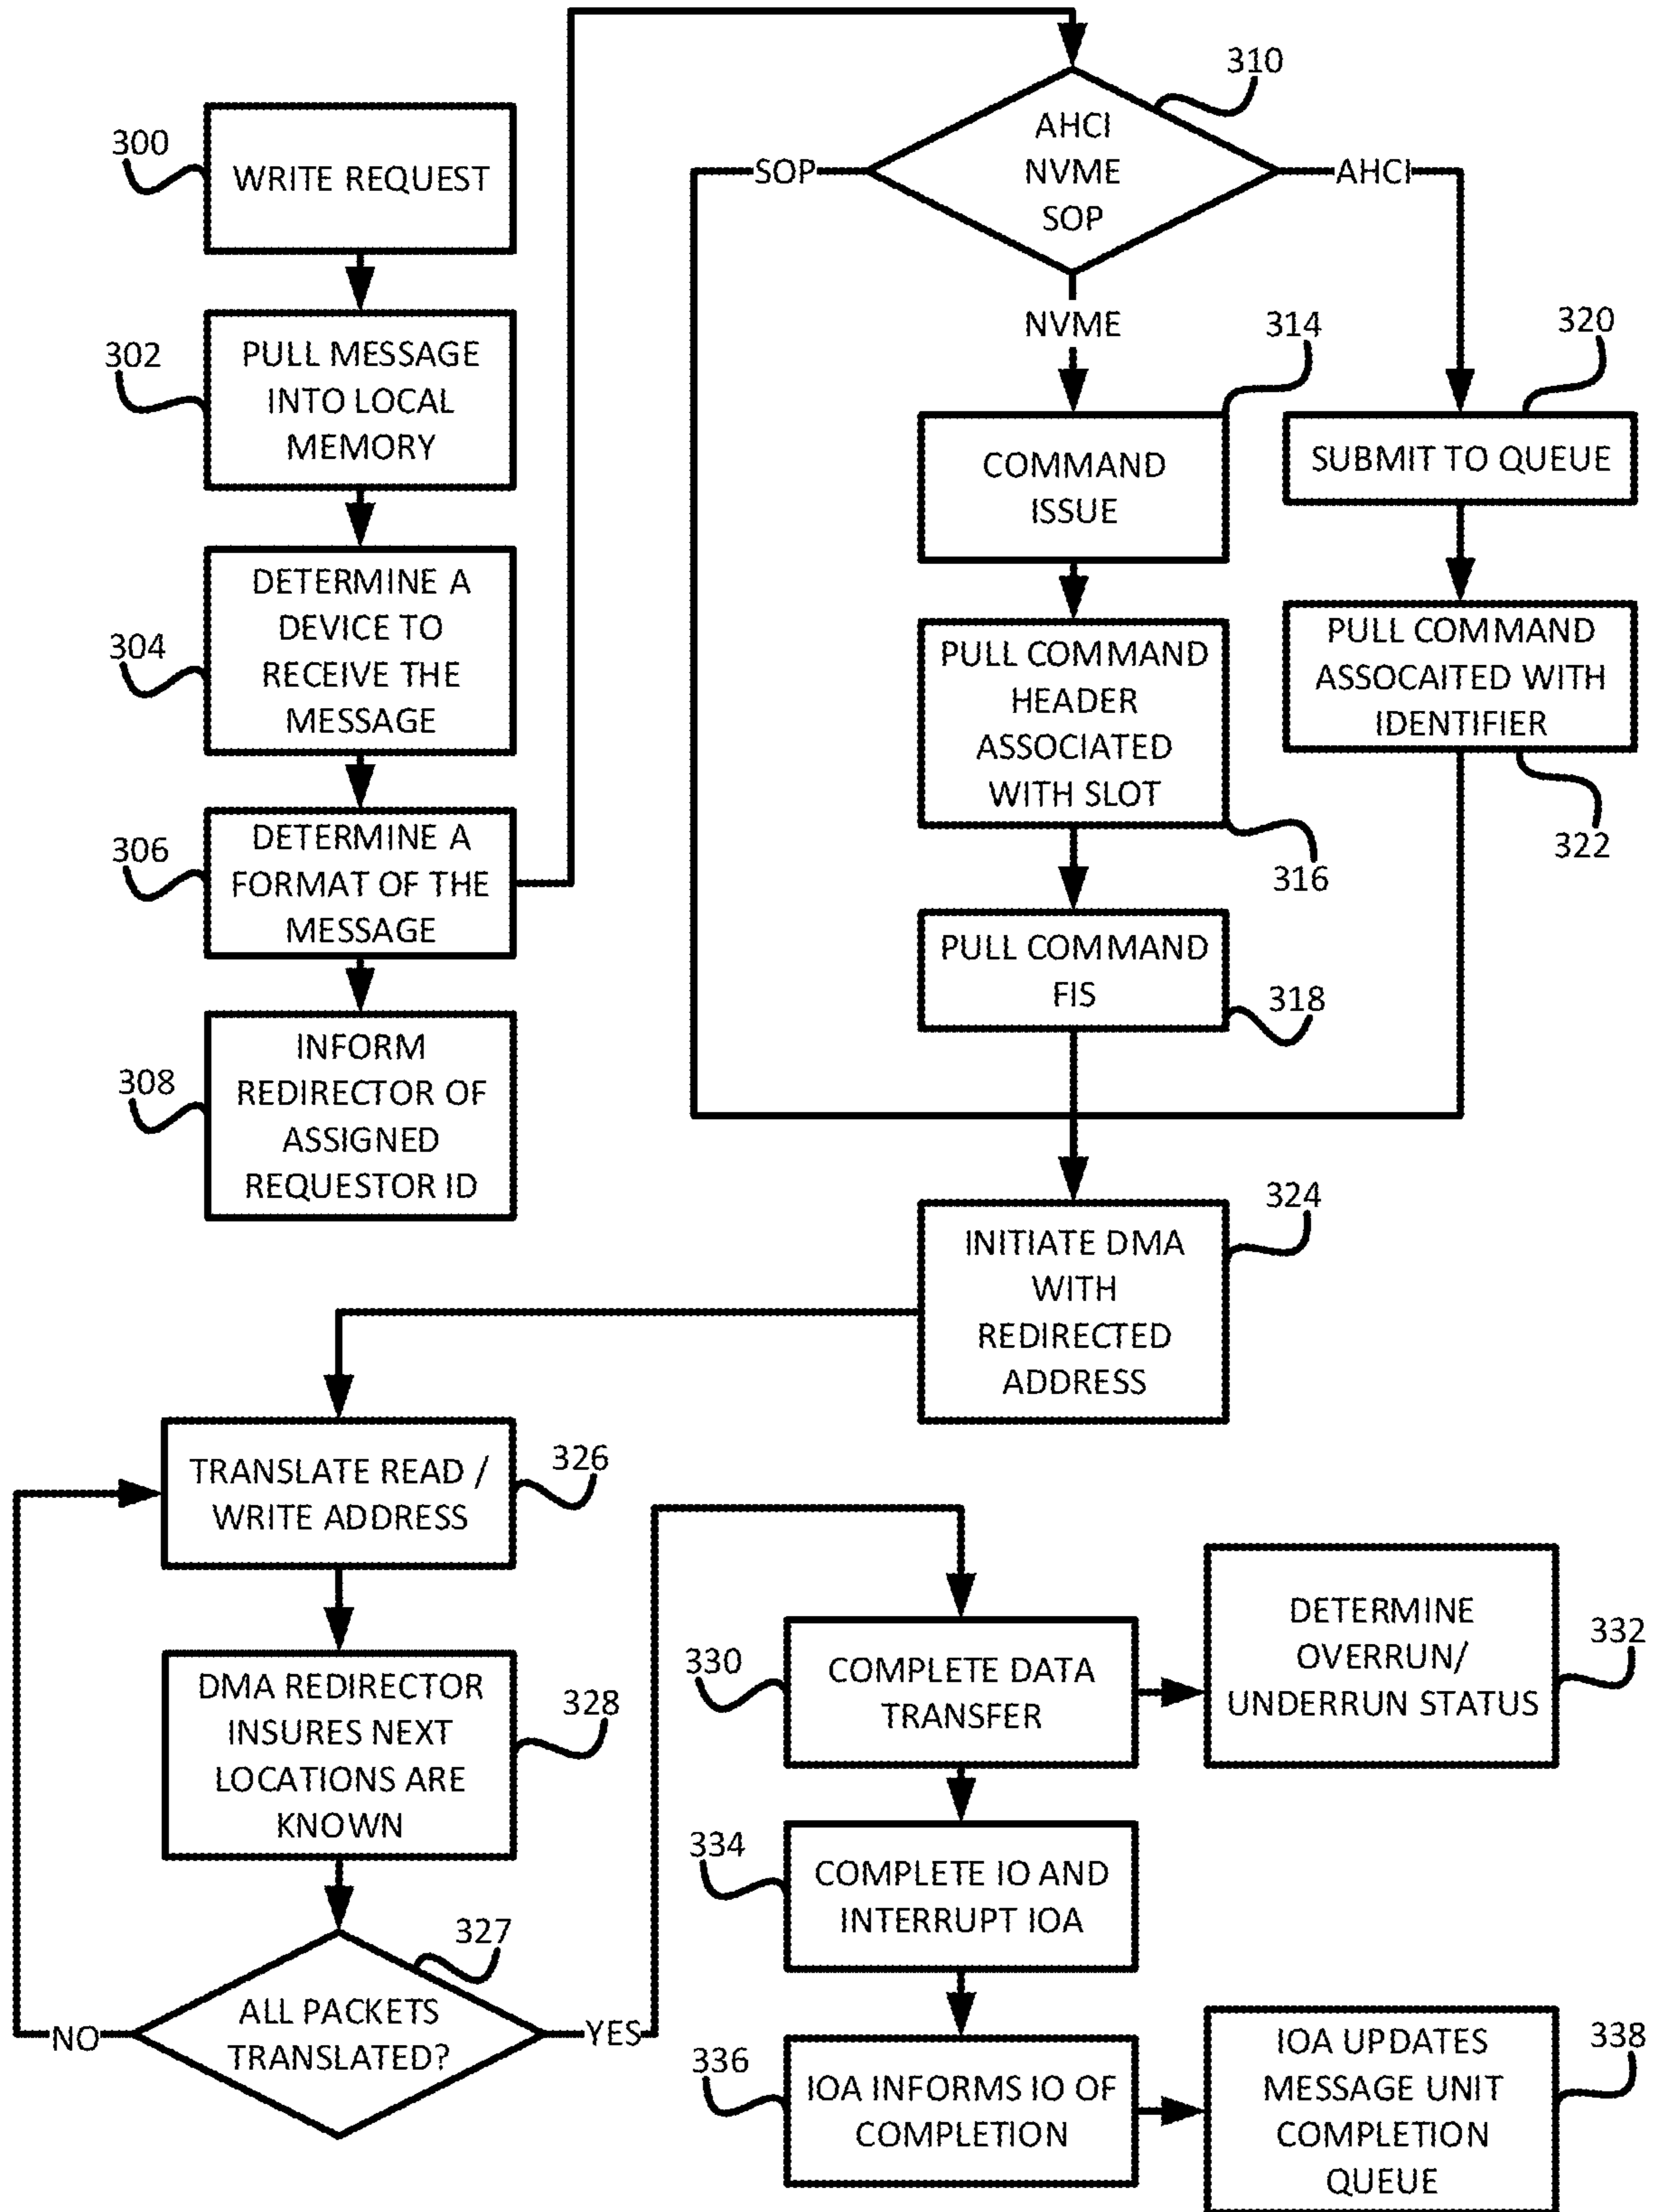 300
WRITE REQUEST
302
PULL MESSAGE
INTO LOCAL
MEMORY
304
DETERMINE A
DEVICE TO
RECEIVE THE
MESSAGE
306
DETERMINE A
FORMAT OF THE
MESSAGE
308
INFORM
REDIRECTOR OF
ASSIGNED
REQUESTOR ID
310
AHCI
NVME
SOP
SOP
AHCI
NVME
314
COMMAND
ISSUE
PULL COMMAND
HEADER
ASSOCIATED
WITH SLOT
316
PULL COMMAND
FIS
318
320
SUBMIT TO QUEUE
PULL COMMAND
ASSOCAITED WITH
IDENTIFIER
322
324
INITIATE DMA
WITH
REDIRECTED
ADDRESS
TRANSLATE READ /
WRITE ADDRESS
326
DMA REDIRECTOR
INSURES NEXT
LOCATIONS ARE
KNOWN
328
327
ALL PACKETS
TRANSLATED?
NO
YES
330
COMPLETE DATA
TRANSFER
DETERMINE
OVERRUN/
UNDERRUN STATUS
332
334
COMPLETE IO AND
INTERRUPT IOA
336
IOA INFORMS IO OF
COMPLETION
IOA UPDATES
MESSAGE UNIT
COMPLETION
QUEUE
338